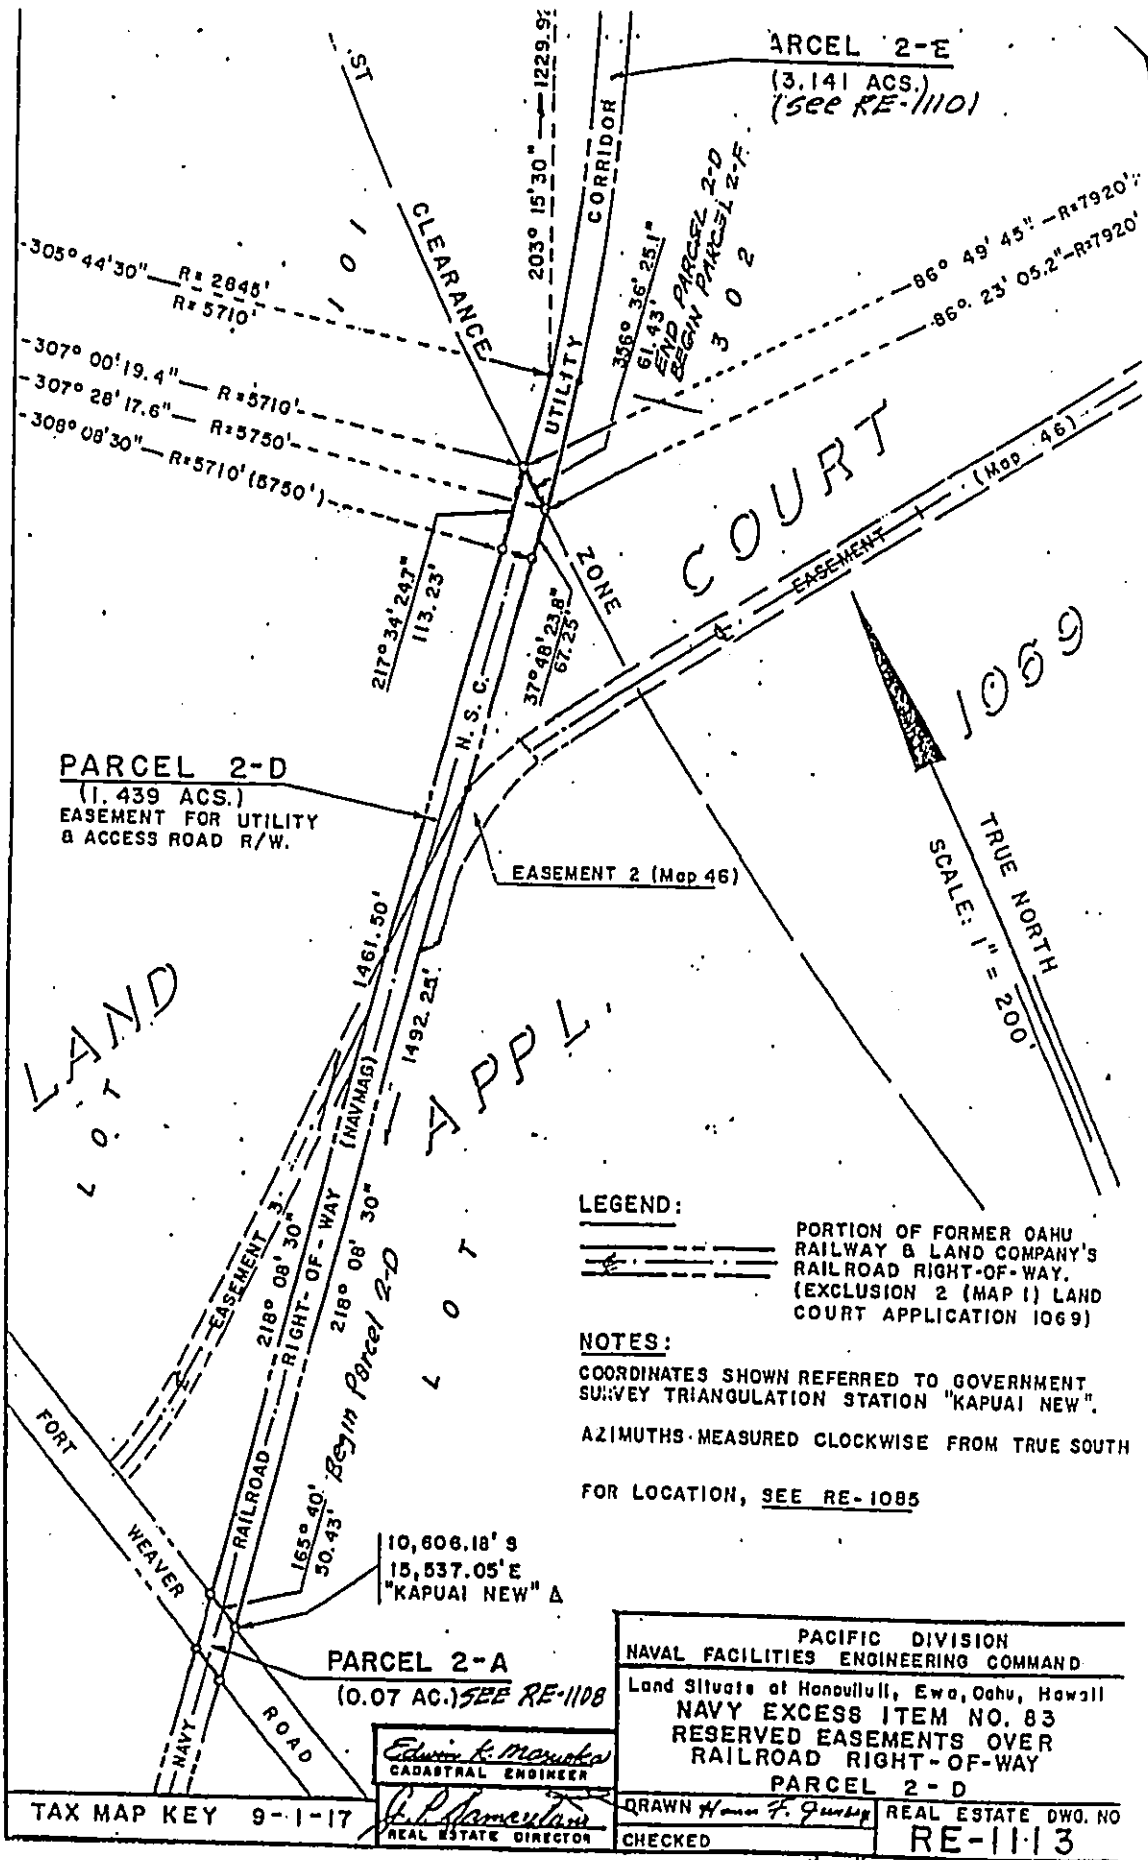 ARCEL 2-E
(3.141 ACS.)
(see RE-1110)
ST
CLEARANCE
ZONE
101
203° 15' 30"
1229.9
CORRIDOR
UTILITY
356° 36' 25.1"
61.43'
END PARCEL 2-D
BEGIN PARCEL 2-F.
302
86° 49' 45" — R=7920'
86° 23' 05.2" — R=7920'
305° 44' 30" — R= 2845'
R= 5710'
307° 00' 19.4" — R=5710'
307° 28' 17.6" — R=5750'
308° 08' 30" — R=5710' (5750')
COURT
(Map 46)
EASEMENT
1069
217° 34' 24.7"
113.23'
37° 48' 23.8"
67.25'
N. S. C.
PARCEL 2-D
(1.439 ACS.)
EASEMENT FOR UTILITY
& ACCESS ROAD R/W.
EASEMENT 2 (Map 46)
TRUE NORTH
SCALE: 1" = 200'
1461.50'
1492.25'
LAND
LOT
APPL.
LOT
(NAVMAG)
EASEMENT 3
218° 08' 30"
RIGHT-OF-WAY
218° 08' 30"
Begin Parcel 2-D
RAILROAD
165° 40'
50.43'
FORT
WEAVER
ROAD
NAVY
LEGEND:
PORTION OF FORMER OAHU
RAILWAY & LAND COMPANY'S
RAILROAD RIGHT-OF-WAY.
(EXCLUSION 2 (MAP 1) LAND
COURT APPLICATION 1069)
NOTES:
COORDINATES SHOWN REFERRED TO GOVERNMENT
SURVEY TRIANGULATION STATION "KAPUAI NEW".
AZIMUTHS MEASURED CLOCKWISE FROM TRUE SOUTH
FOR LOCATION, SEE RE-1085
10,606.18' S
15,537.05' E
"KAPUAI NEW" Δ
PARCEL 2-A
(0.07 AC.) SEE RE-1108
PACIFIC DIVISION
NAVAL FACILITIES ENGINEERING COMMAND
Land Situate at Honouliuli, Ewa, Oahu, Hawaii
NAVY EXCESS ITEM NO. 83
RESERVED EASEMENTS OVER
RAILROAD RIGHT-OF-WAY
PARCEL 2-D
CADASTRAL ENGINEER
REAL ESTATE DIRECTOR
DRAWN
CHECKED
REAL ESTATE DWG. NO
RE-1113
TAX MAP KEY 9-1-17